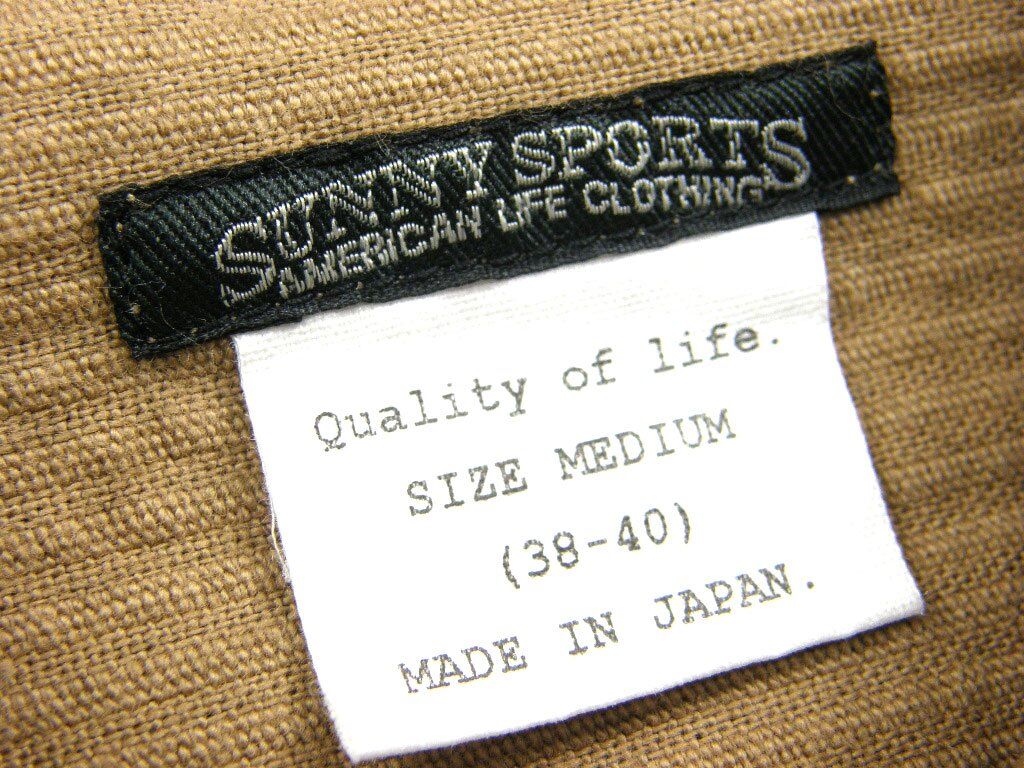 SUNNY SPORTS
AMERICAN LIFE CLOTHING
Quality of life.
SIZE MEDIUM
(38-40)
MADE IN JAPAN.